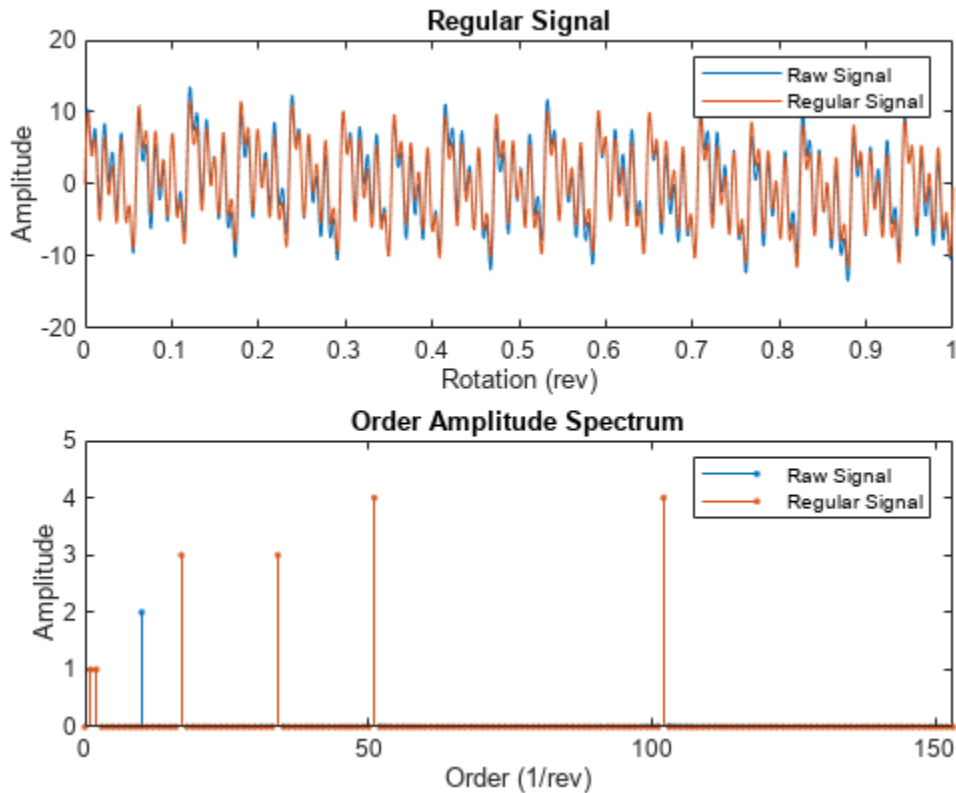 Regular Signal
20
10
0
-10
-20
Amplitude
Raw Signal
Regular Signal
0 0.1 0.2 0.3 0.4 0.5 0.6 0.7 0.8 0.9 1
Rotation (rev)
Order Amplitude Spectrum
5
4
3
2
1
0
Amplitude
Raw Signal
Regular Signal
0 50 100 150
Order (1/rev)